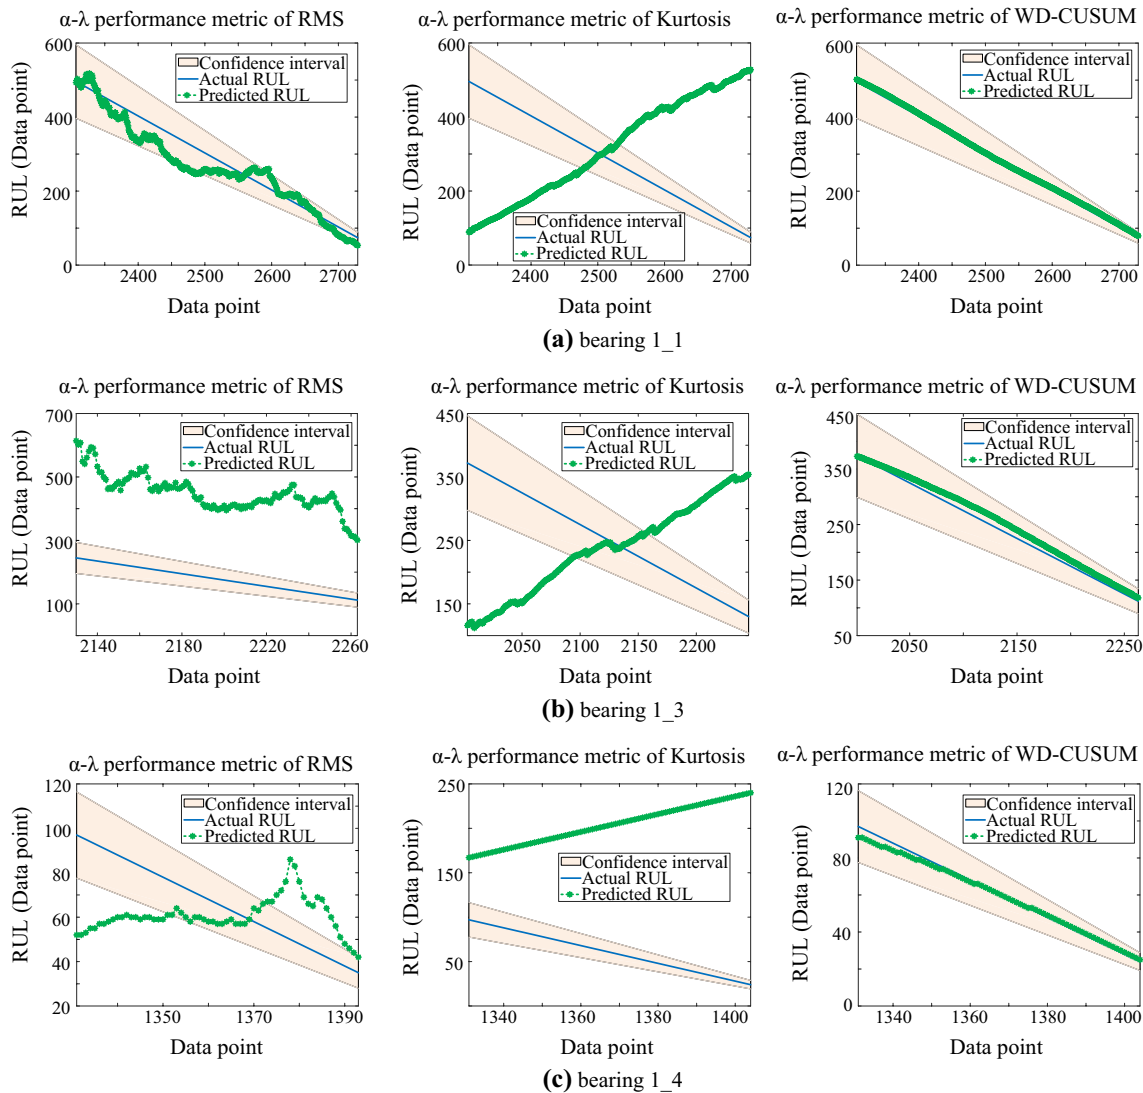 α-λ performance metric of RMS
600
400
200
0
RUL (Data point)
Confidence interval
Actual RUL
Predicted RUL
2400 2500 2600 2700
Data point
α-λ performance metric of Kurtosis
600
400
200
0
RUL (Data point)
Confidence interval
Actual RUL
Predicted RUL
2400 2500 2600 2700
Data point
α-λ performance metric of WD-CUSUM
600
400
200
0
RUL (Data point)
Confidence interval
Actual RUL
Predicted RUL
2400 2500 2600 2700
Data point
(a) bearing 1_1
α-λ performance metric of RMS
700
500
300
100
RUL (Data point)
Confidence interval
Actual RUL
Predicted RUL
2140 2180 2220 2260
Data point
α-λ performance metric of Kurtosis
450
350
250
150
RUL (Data point)
Confidence interval
Actual RUL
Predicted RUL
2050 2100 2150 2200
Data point
α-λ performance metric of WD-CUSUM
450
350
250
150
50
RUL (Data point)
Confidence interval
Actual RUL
Predicted RUL
2050 2150 2250
Data point
(b) bearing 1_3
α-λ performance metric of RMS
120
100
80
60
40
20
RUL (Data point)
Confidence interval
Actual RUL
Predicted RUL
1350 1370 1390
Data point
α-λ performance metric of Kurtosis
250
150
100
50
RUL (Data point)
Confidence interval
Actual RUL
Predicted RUL
1340 1360 1380 1400
Data point
α-λ performance metric of WD-CUSUM
120
80
40
0
RUL (Data point)
Confidence interval
Actual RUL
Predicted RUL
1340 1360 1380 1400
Data point
(c) bearing 1_4